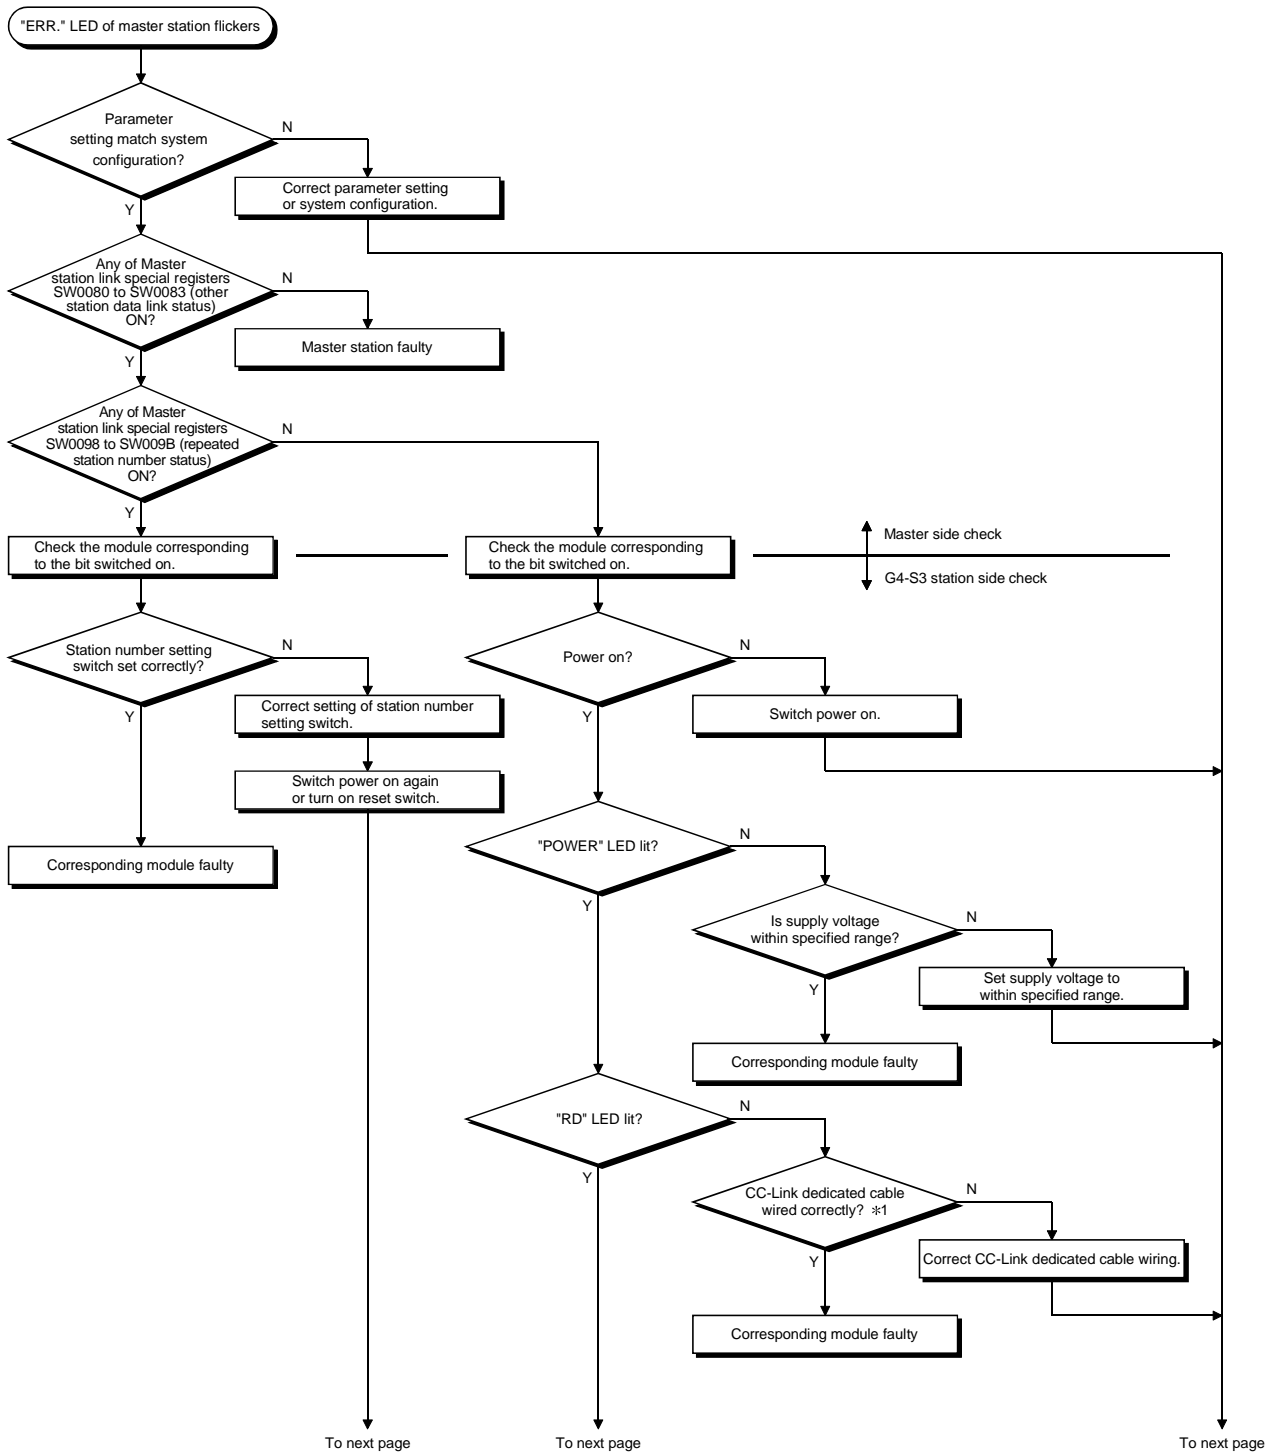 "ERR." LED of master station flickers
Parameter
setting match system
configuration?
N
Correct parameter setting
or system configuration.
Y
Any of Master
station link special registers
SW0080 to SW0083 (other
station data link status)
ON?
N
Master station faulty
Y
Any of Master
station link special registers
SW0098 to SW009B (repeated
station number status)
ON?
N
Y
Check the module corresponding
to the bit switched on.
Check the module corresponding
to the bit switched on.
Master side check
G4-S3 station side check
Station number setting
switch set correctly?
N
Correct setting of station number
setting switch.
Switch power on again
or turn on reset switch.
Y
Corresponding module faulty
Power on?
N
Switch power on.
Y
"POWER" LED lit?
N
Is supply voltage
within specified range?
N
Set supply voltage to
within specified range.
Y
Corresponding module faulty
Y
"RD" LED lit?
N
CC-Link dedicated cable
wired correctly? ✻1
N
Correct CC-Link dedicated cable wiring.
Y
Corresponding module faulty
Y
To next page
To next page
To next page